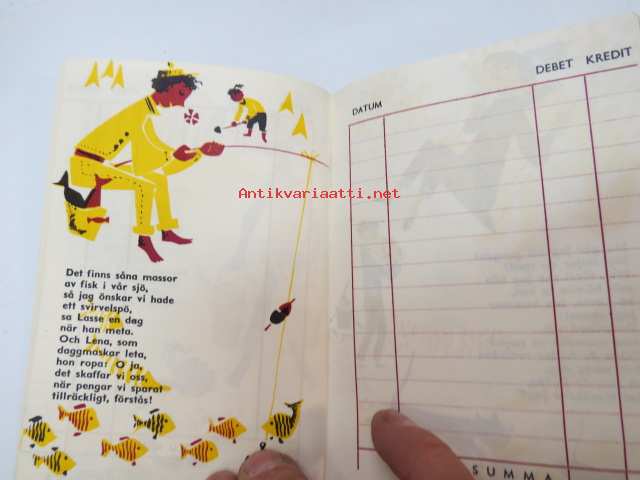 Det finns såna massor
av fisk i vår sjö,
så jag önskar vi hade
ett svirvelspö,
sa Lasse en dag
när han meta.
Och Lena, som
daggmaskar leta,
hon ropa: O ja,
det skaffar vi oss,
när pengar vi sparat
tillräckligt, förstås!
DATUM DEBET KREDIT
SUMMA
Antikvariaatti.net